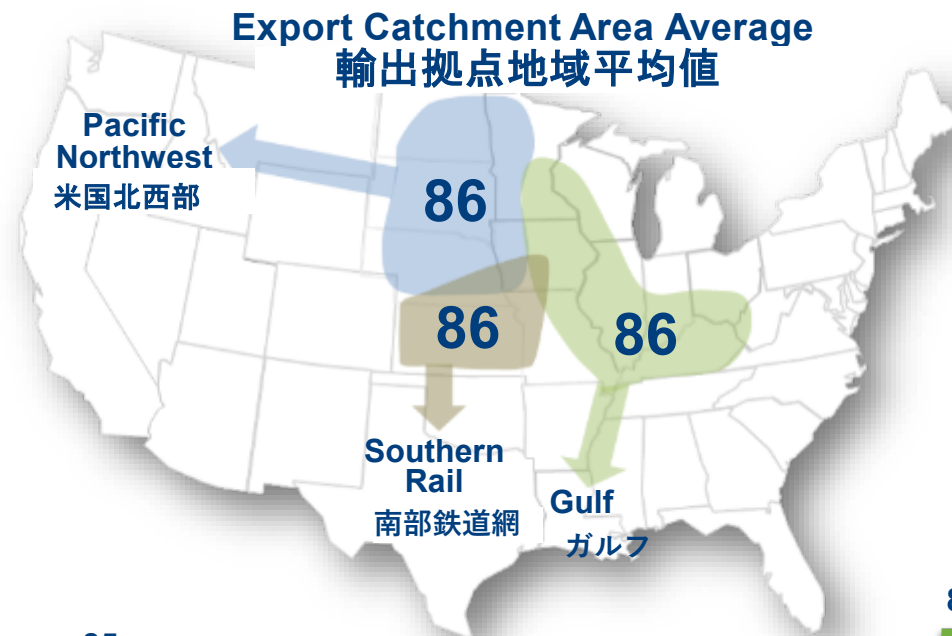 Export Catchment Area Average
輸出拠点地域平均値
Pacific
Northwest
米国北西部
86
86
86
Southern
Rail
南部鉄道網
Gulf
ガルフ